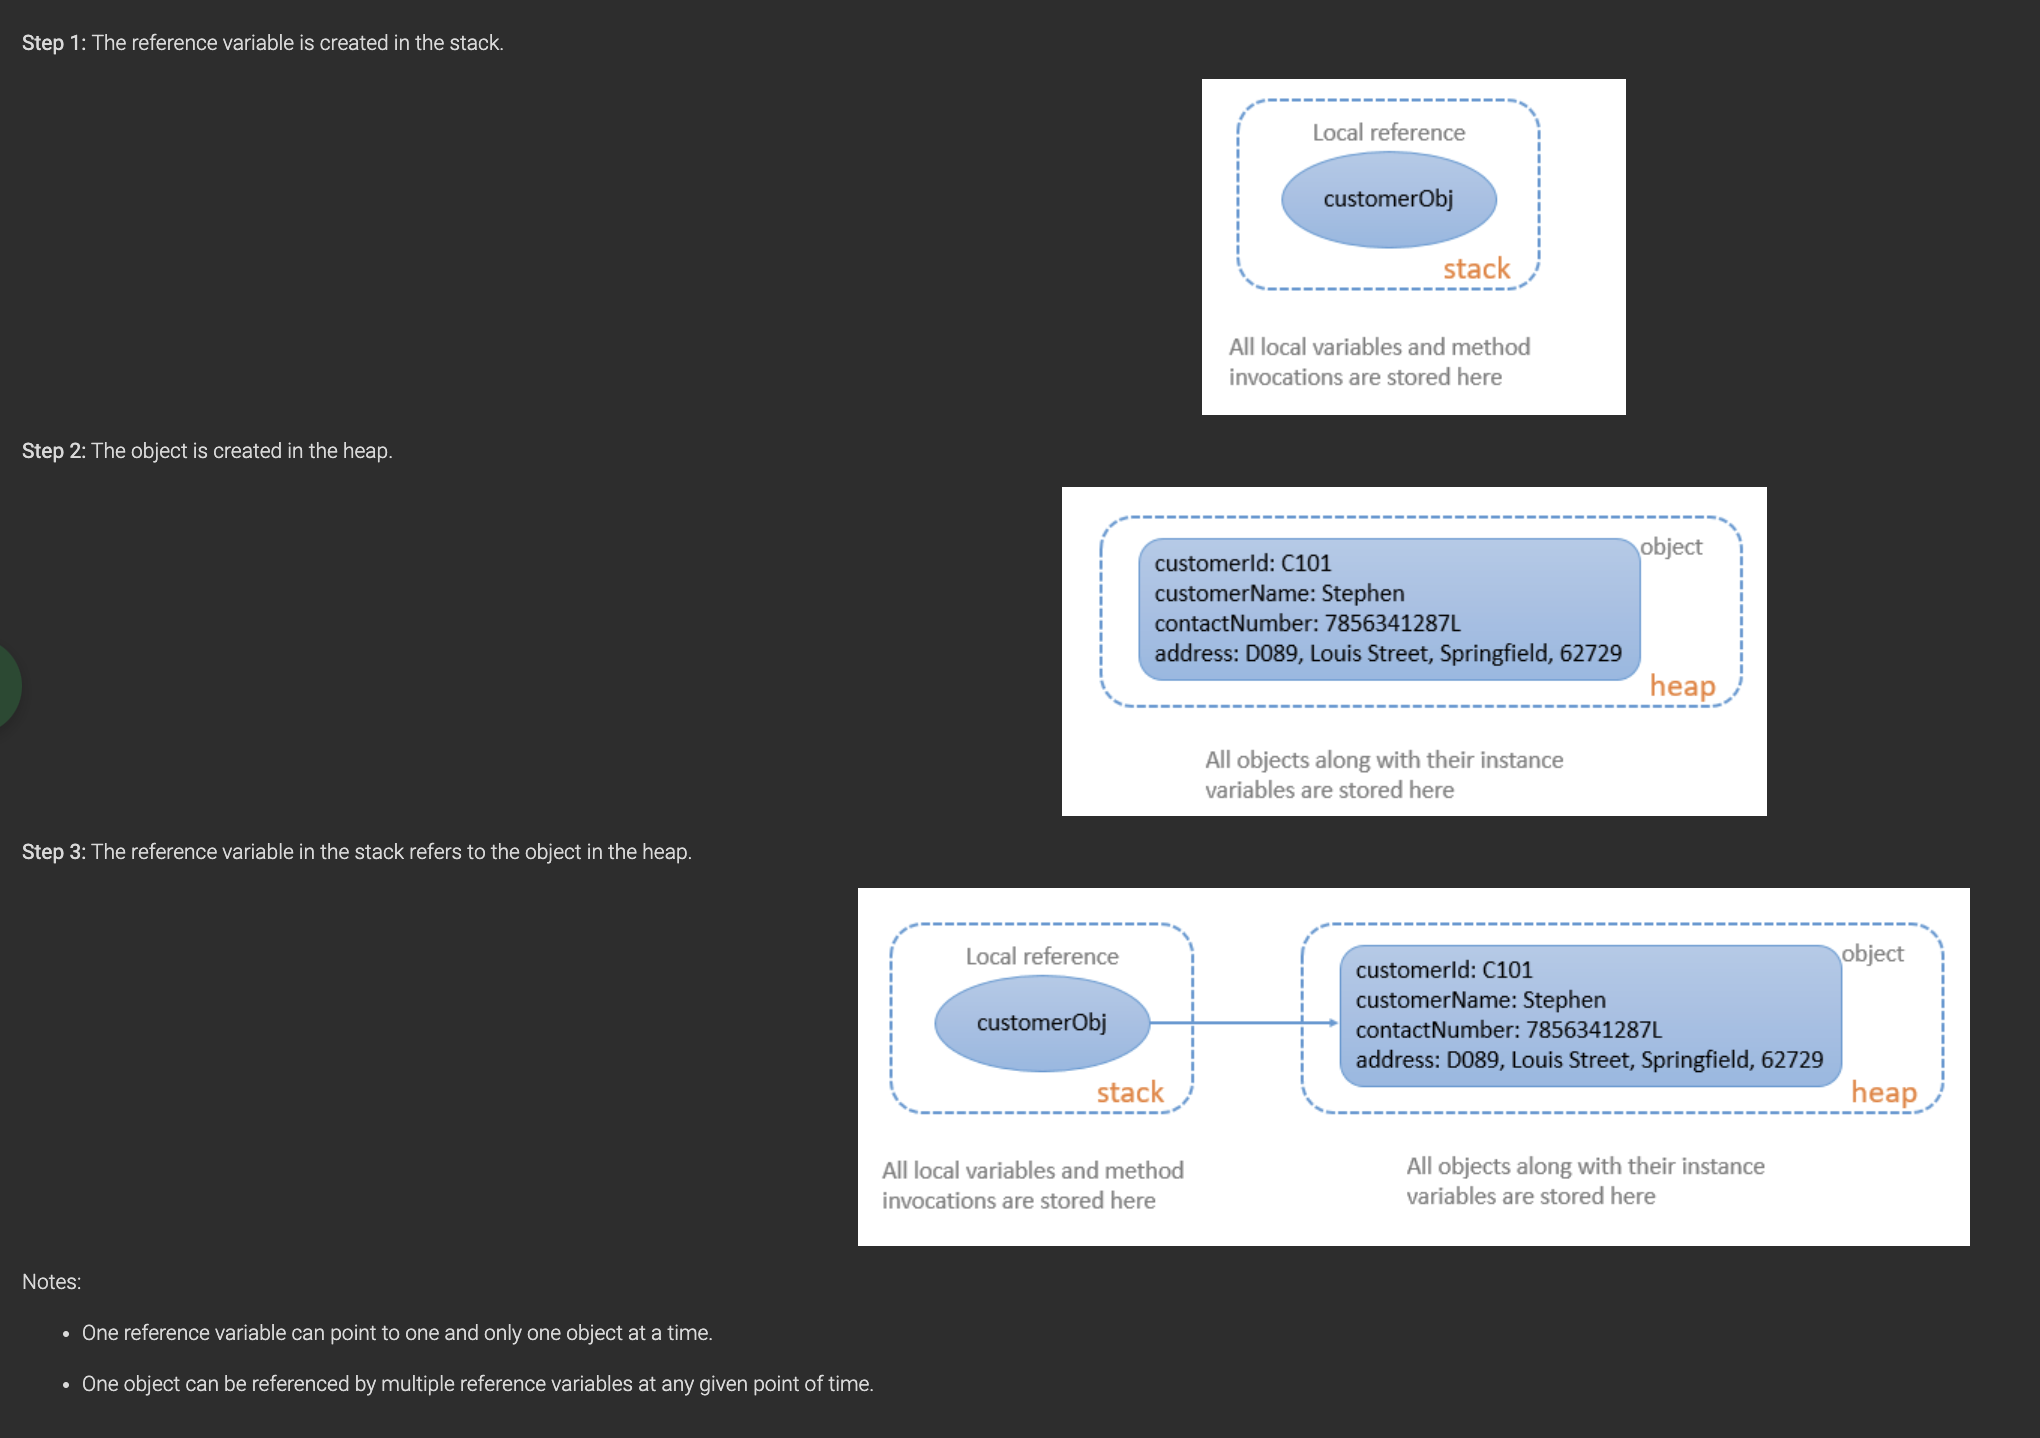 Step 1: The reference variable is created in the stack.
Local reference
customerObj
stack
All local variables and method
invocations are stored here
Step 2: The object is created in the heap.
object
customerId: C101
customerName: Stephen
contactNumber: 7856341287L
address: D089, Louis Street, Springfield, 62729
heap
All objects along with their instance
variables are stored here
Step 3: The reference variable in the stack refers to the object in the heap.
Local reference
customerObj
stack
All local variables and method
invocations are stored here
object
customerId: C101
customerName: Stephen
contactNumber: 7856341287L
address: D089, Louis Street, Springfield, 62729
heap
All objects along with their instance
variables are stored here
Notes:
• One reference variable can point to one and only one object at a time.
• One object can be referenced by multiple reference variables at any given point of time.